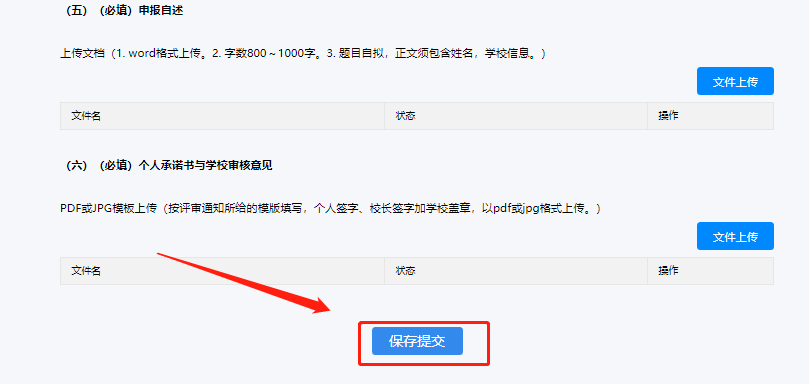 （五）（必填）申报自述
上传文档（1. word格式上传。2. 字数800～1000字。3. 题目自拟，正文须包含姓名，学校信息。）
文件上传
文件名 状态 操作
（六）（必填）个人承诺书与学校审核意见
PDF或JPG模板上传（按评审通知所给的模版填写，个人签字、校长签字加学校盖章，以pdf或jpg格式上传。）
文件上传
文件名 状态 操作
保存提交